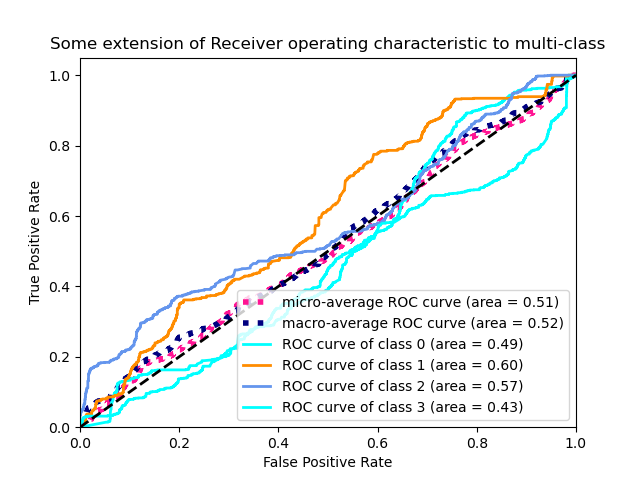 Some extension of Receiver operating characteristic to multi-class
1.0
0.8
0.6
0.4
0.2
0.0
True Positive Rate
micro-average ROC curve (area = 0.51)
macro-average ROC curve (area = 0.52)
ROC curve of class 0 (area = 0.49)
ROC curve of class 1 (area = 0.60)
ROC curve of class 2 (area = 0.57)
ROC curve of class 3 (area = 0.43)
0.0 0.2 0.4 0.6 0.8 1.0
False Positive Rate